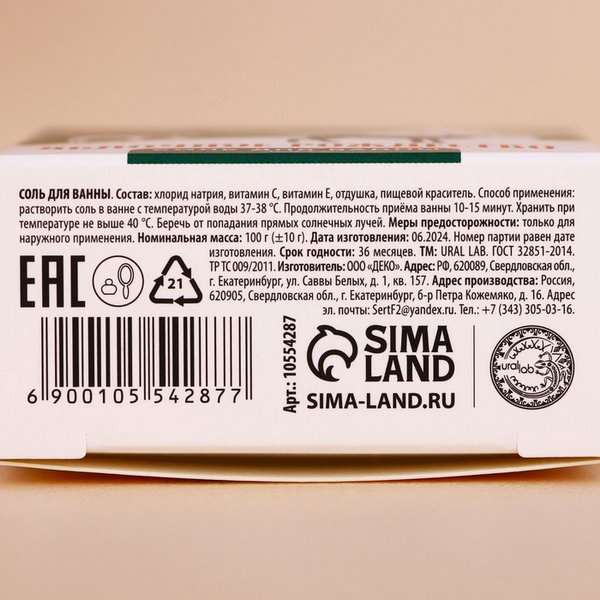 СОЛЬ ДЛЯ ВАННЫ. Состав: хлорид натрия, витамин С, витамин Е, отдушка, пищевой краситель. Способ применения:
растворить соль в ванне с температурой воды 37-38 °С. Продолжительность приёма ванны 10-15 минут. Хранить при
температуре не выше 40 °С. Беречь от попадания прямых солнечных лучей. Меры предосторожности: только для
наружного применения. Номинальная масса: 100 г (±10 г). Дата изготовления: 06.2024. Номер партии равен дате
изготовления. Срок годности: 36 месяцев. ТМ: URAL LAB. ГОСТ 32851-2014.
ТР ТС 009/2011. Изготовитель: ООО «ДЕКО». Адрес: РФ, 620089, Свердловская обл.,
г. Екатеринбург, ул. Саввы Белых, д. 1, кв. 157. Адрес производства: Россия,
620905, Свердловская обл., г. Екатеринбург, б-р Петра Кожемяко, д. 16.
эл. почты: SertF2@yandex.ru. Тел.: +7 (343) 305-03-16.
EAC
21
6 900105 542877
Арт.: 10554287
SIMA
LAND
SIMA-LAND.RU
ural lab